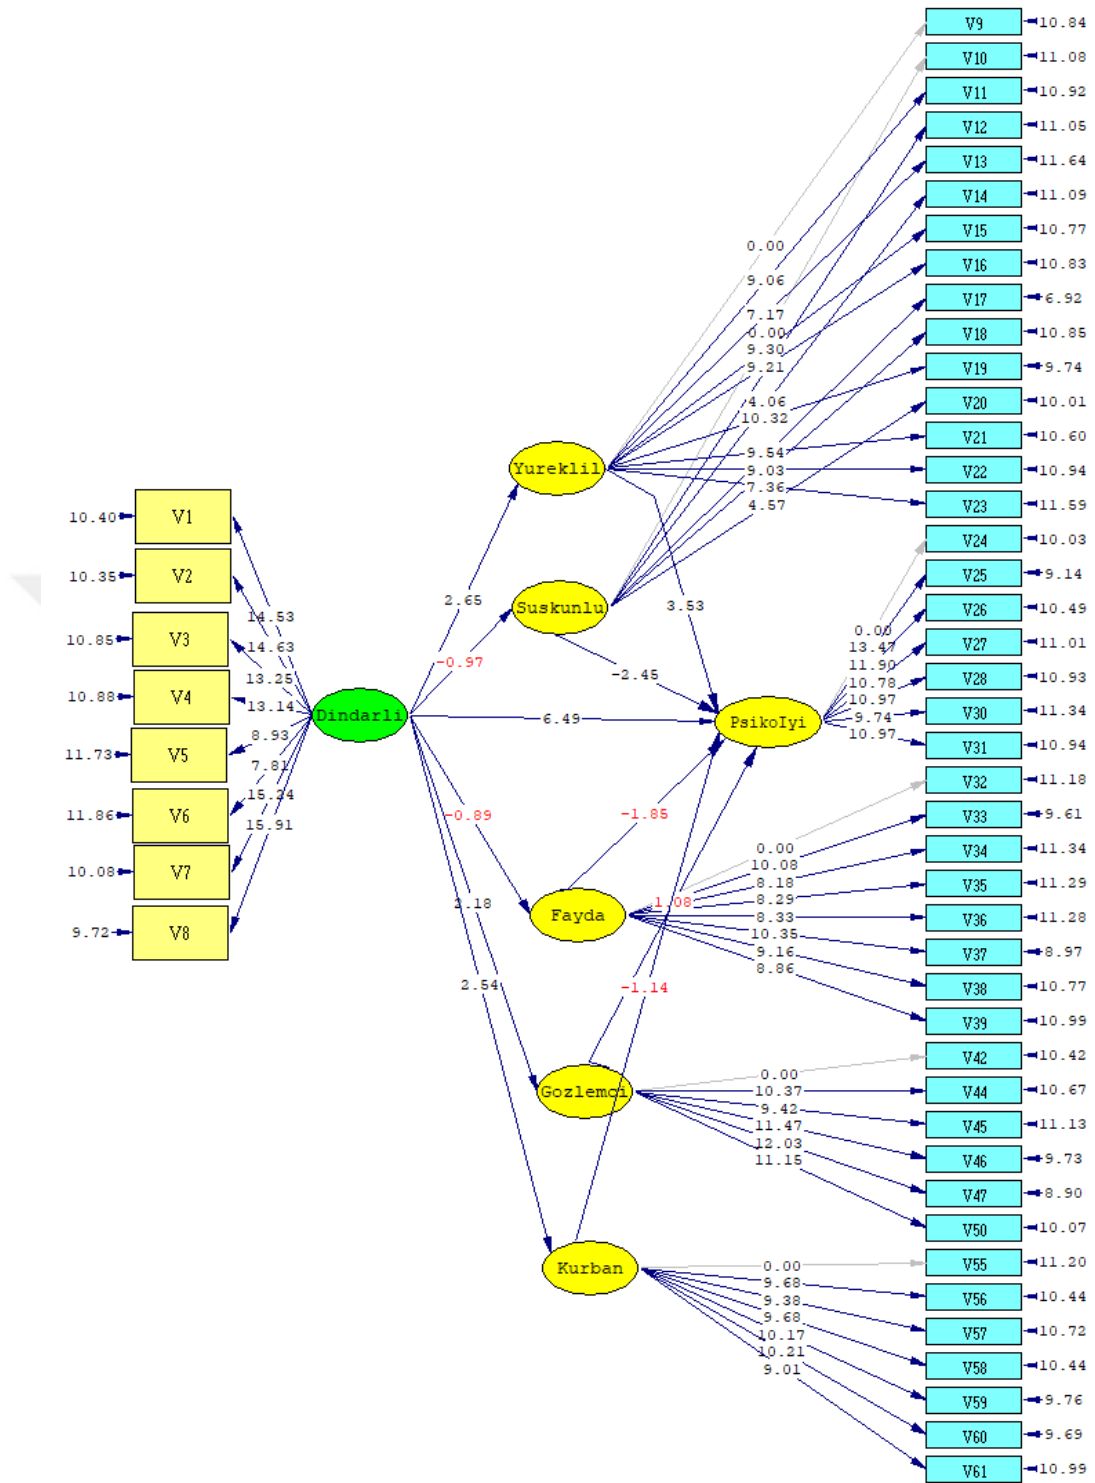 V9 10.84
V10 11.08
V11 10.92
V12 11.05
V13 11.64
V14 11.09
V15 10.77
0.00
V16 10.83
9.06
V17 6.92
7.17
0.00
V18 10.85
9.30
9.21
V19 9.74
4.06
V20 10.01
10.32
V21 10.60
9.54
Yureklil
9.03
V22 10.94
7.36
V23 11.59
4.57
10.40 V1
V24 10.03
10.35 V2
V25 9.14
2.65
3.53
Suskunlu
V26 10.49
14.53
0.00
10.85 V3
V27 11.01
14.63
13.47
-0.97
11.90
-2.45
V28 10.93
13.25
10.78
10.88 V4
10.97
13.14
V30 11.34
Dindarli
6.49
9.74
PsikoIyi
8.93
10.97
V31 10.94
11.73 V5
7.81
V32 11.18
15.24
11.86 V6
-0.89
-1.85
V33 9.61
15.91
0.00
V34 11.34
10.08 V7
10.08
8.18
V35 11.29
2.18
1.08
8.29
Fayda
8.33
V36 11.28
9.72 V8
10.35
V37 8.97
9.16
8.86
2.54
-1.14
V38 10.77
V39 10.99
V42 10.42
0.00
Gozlemci
10.37
V44 10.67
9.42
V45 11.13
11.47
12.03
V46 9.73
11.15
V47 8.90
V50 10.07
Kurban
0.00
V55 11.20
9.68
V56 10.44
9.38
9.68
V57 10.72
10.17
10.21
V58 10.44
9.01
V59 9.76
V60 9.69
V61 10.99